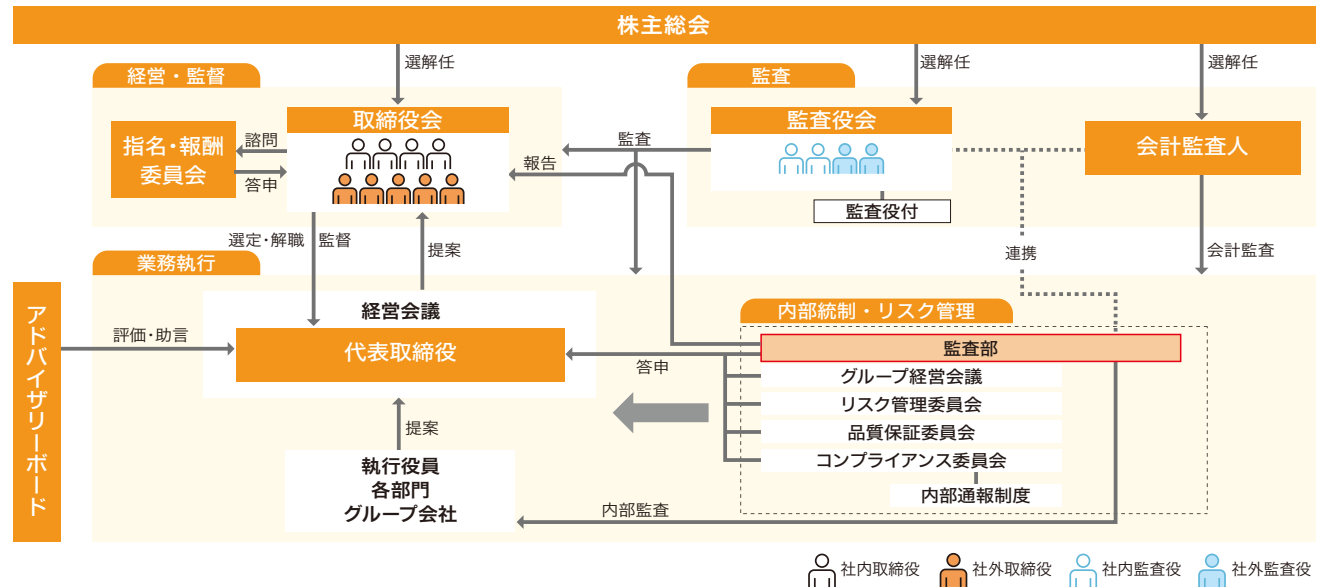 株主総会
選解任
選解任
選解任
経営・監督
監査
取締役会
監査役会
会計監査人
指名・報酬
委員会
諮問
答申
監査
報告
監査役付
選定・解職
監督
提案
連携
会計監査
業務執行
アドバイザリーボード
評価・助言
経営会議
代表取締役
内部統制・リスク管理
監査部
答申
グループ経営会議
リスク管理委員会
品質保証委員会
コンプライアンス委員会
内部通報制度
提案
執行役員
各部門
グループ会社
内部監査
社内取締役
社外取締役
社内監査役
社外監査役